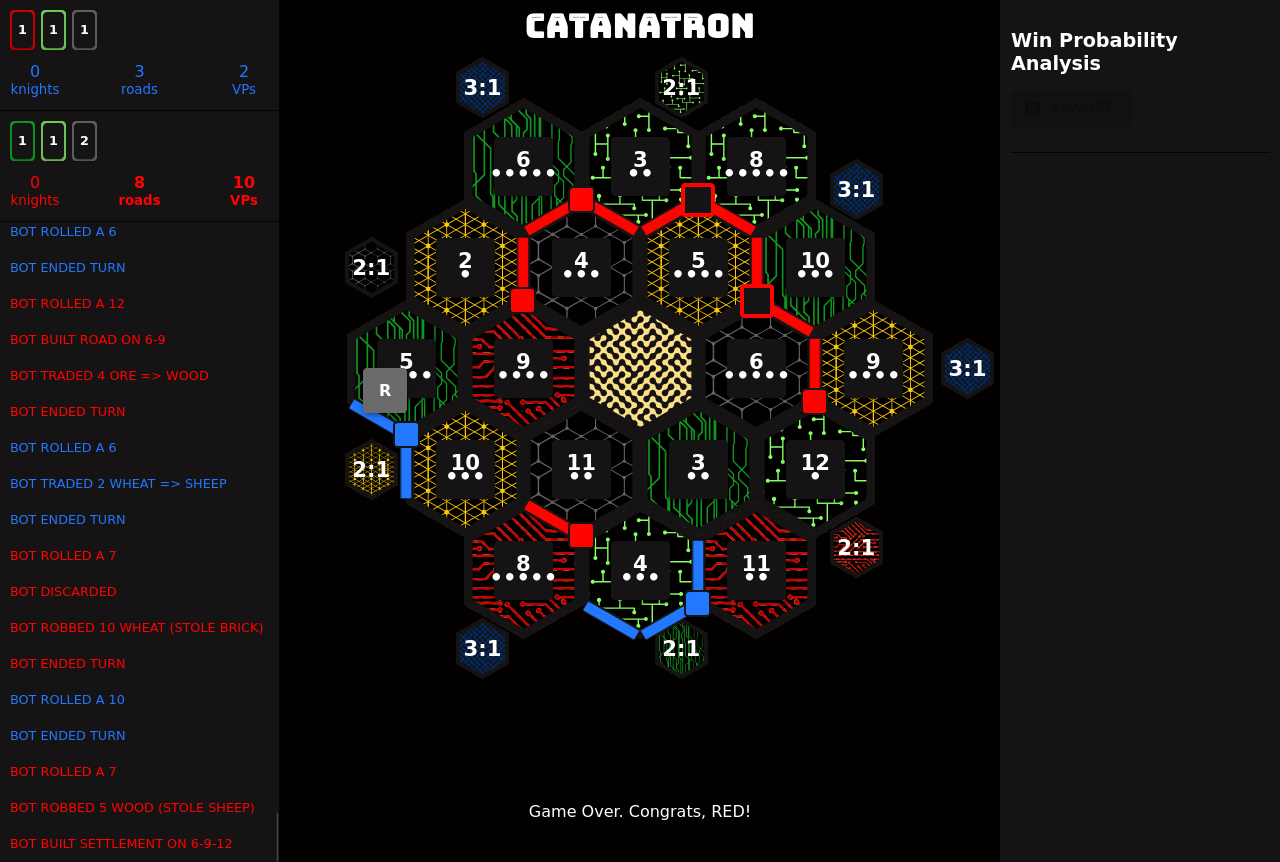 1 1 1
0 3 2
knights roads VPs
1 1 2
0 8 10
knights roads VPs
BOT ROLLED A 6
BOT ENDED TURN
BOT ROLLED A 12
BOT BUILT ROAD ON 6-9
BOT TRADED 4 ORE => WOOD
BOT ENDED TURN
BOT ROLLED A 6
BOT TRADED 2 WHEAT => SHEEP
BOT ENDED TURN
BOT ROLLED A 7
BOT DISCARDED
BOT ROBBED 10 WHEAT (STOLE BRICK)
BOT ENDED TURN
BOT ROLLED A 10
BOT ENDED TURN
BOT ROLLED A 7
BOT ROBBED 5 WOOD (STOLE SHEEP)
BOT BUILT SETTLEMENT ON 6-9-12
CATANATRON
3:1 2:1
6 3 8
3:1
2:1 2 4 5 10
5 9 6 9 3:1
R
2:1 10 11 3 12
8 4 11 2:1
3:1 2:1
Game Over. Congrats, RED!
Win Probability
Analysis
ANALYZE